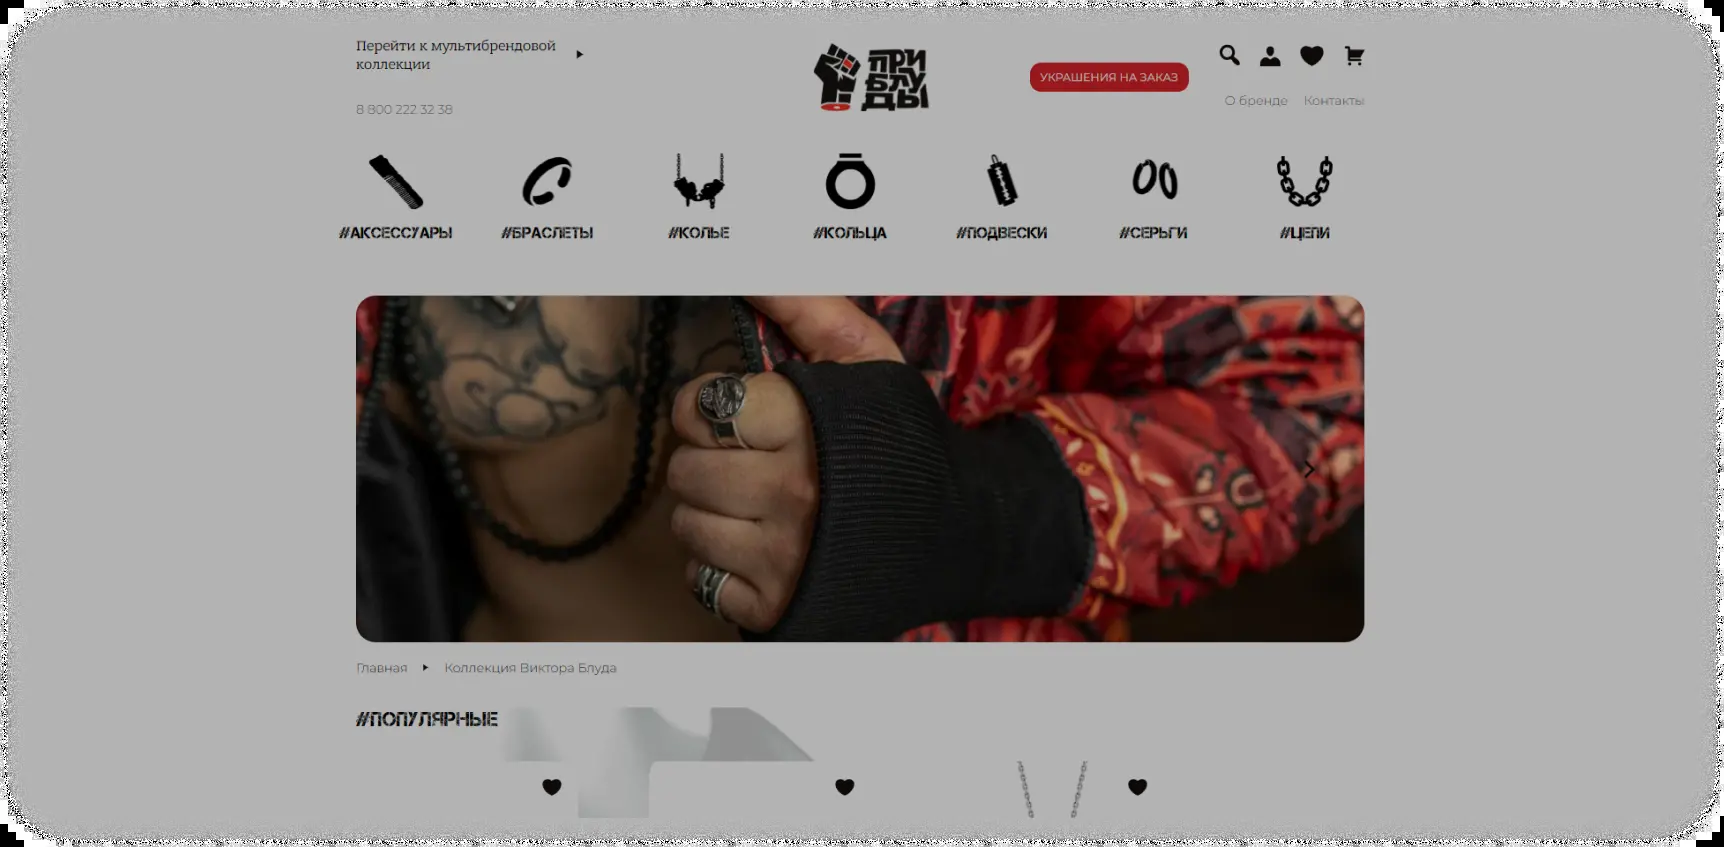 Перейти к мультибрендовой
коллекции
8 800 222 32 38
ПРИ
БЛУ
ДЫ
УКРАШЕНИЯ НА ЗАКАЗ
О бренде
Контакты
//АКСЕССУАРЫ
//БРАСЛЕТЫ
//КОЛЬЕ
//КОЛЬЦА
//ПОДВЕСКИ
//СЕРЬГИ
//ЦЕПИ
Главная
Коллекция Виктора Блуда
//ПОПУЛЯРНЫЕ